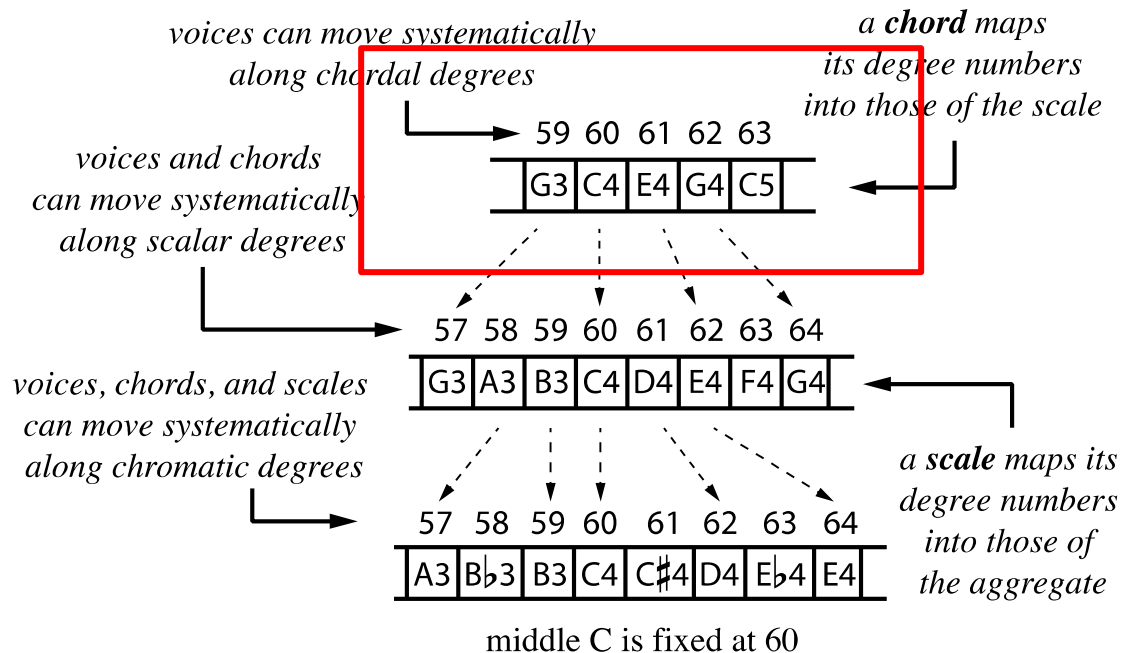 voices can move systematically
along chordal degrees
a chord maps
its degree numbers
into those of the scale
59 60 61 62 63
G3 C4 E4 G4 C5
voices and chords
can move systematically
along scalar degrees
57 58 59 60 61 62 63 64
G3 A3 B3 C4 D4 E4 F4 G4
voices, chords, and scales
can move systematically
along chromatic degrees
a scale maps its
degree numbers
into those of
the aggregate
57 58 59 60 61 62 63 64
A3 B♭3 B3 C4 C♯4 D4 E♭4 E4
middle C is fixed at 60